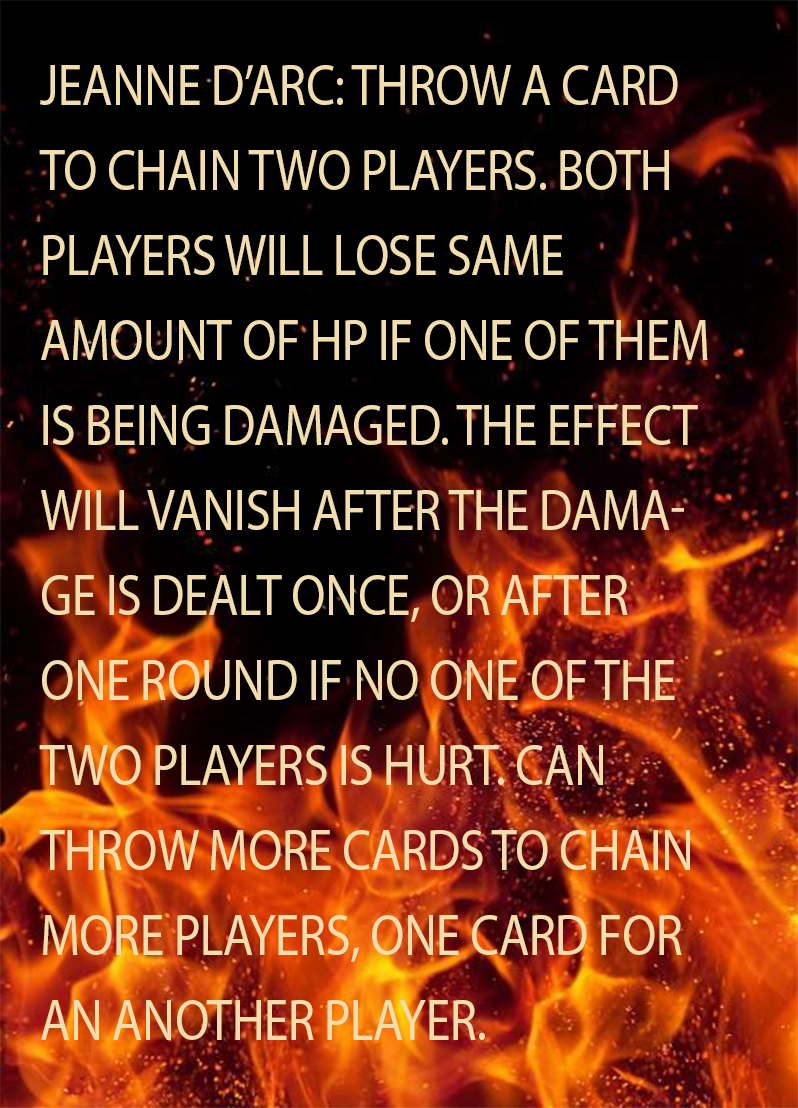 JEANNE D’ARC: THROW A CARD
TO CHAIN TWO PLAYERS. BOTH
PLAYERS WILL LOSE SAME
AMOUNT OF HP IF ONE OF THEM
IS BEING DAMAGED. THE EFFECT
WILL VANISH AFTER THE DAMA-
GE IS DEALT ONCE, OR AFTER
ONE ROUND IF NO ONE OF THE
TWO PLAYERS IS HURT. CAN
THROW MORE CARDS TO CHAIN
MORE PLAYERS, ONE CARD FOR
AN ANOTHER PLAYER.